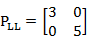 P_LL = [3 0
0 5]